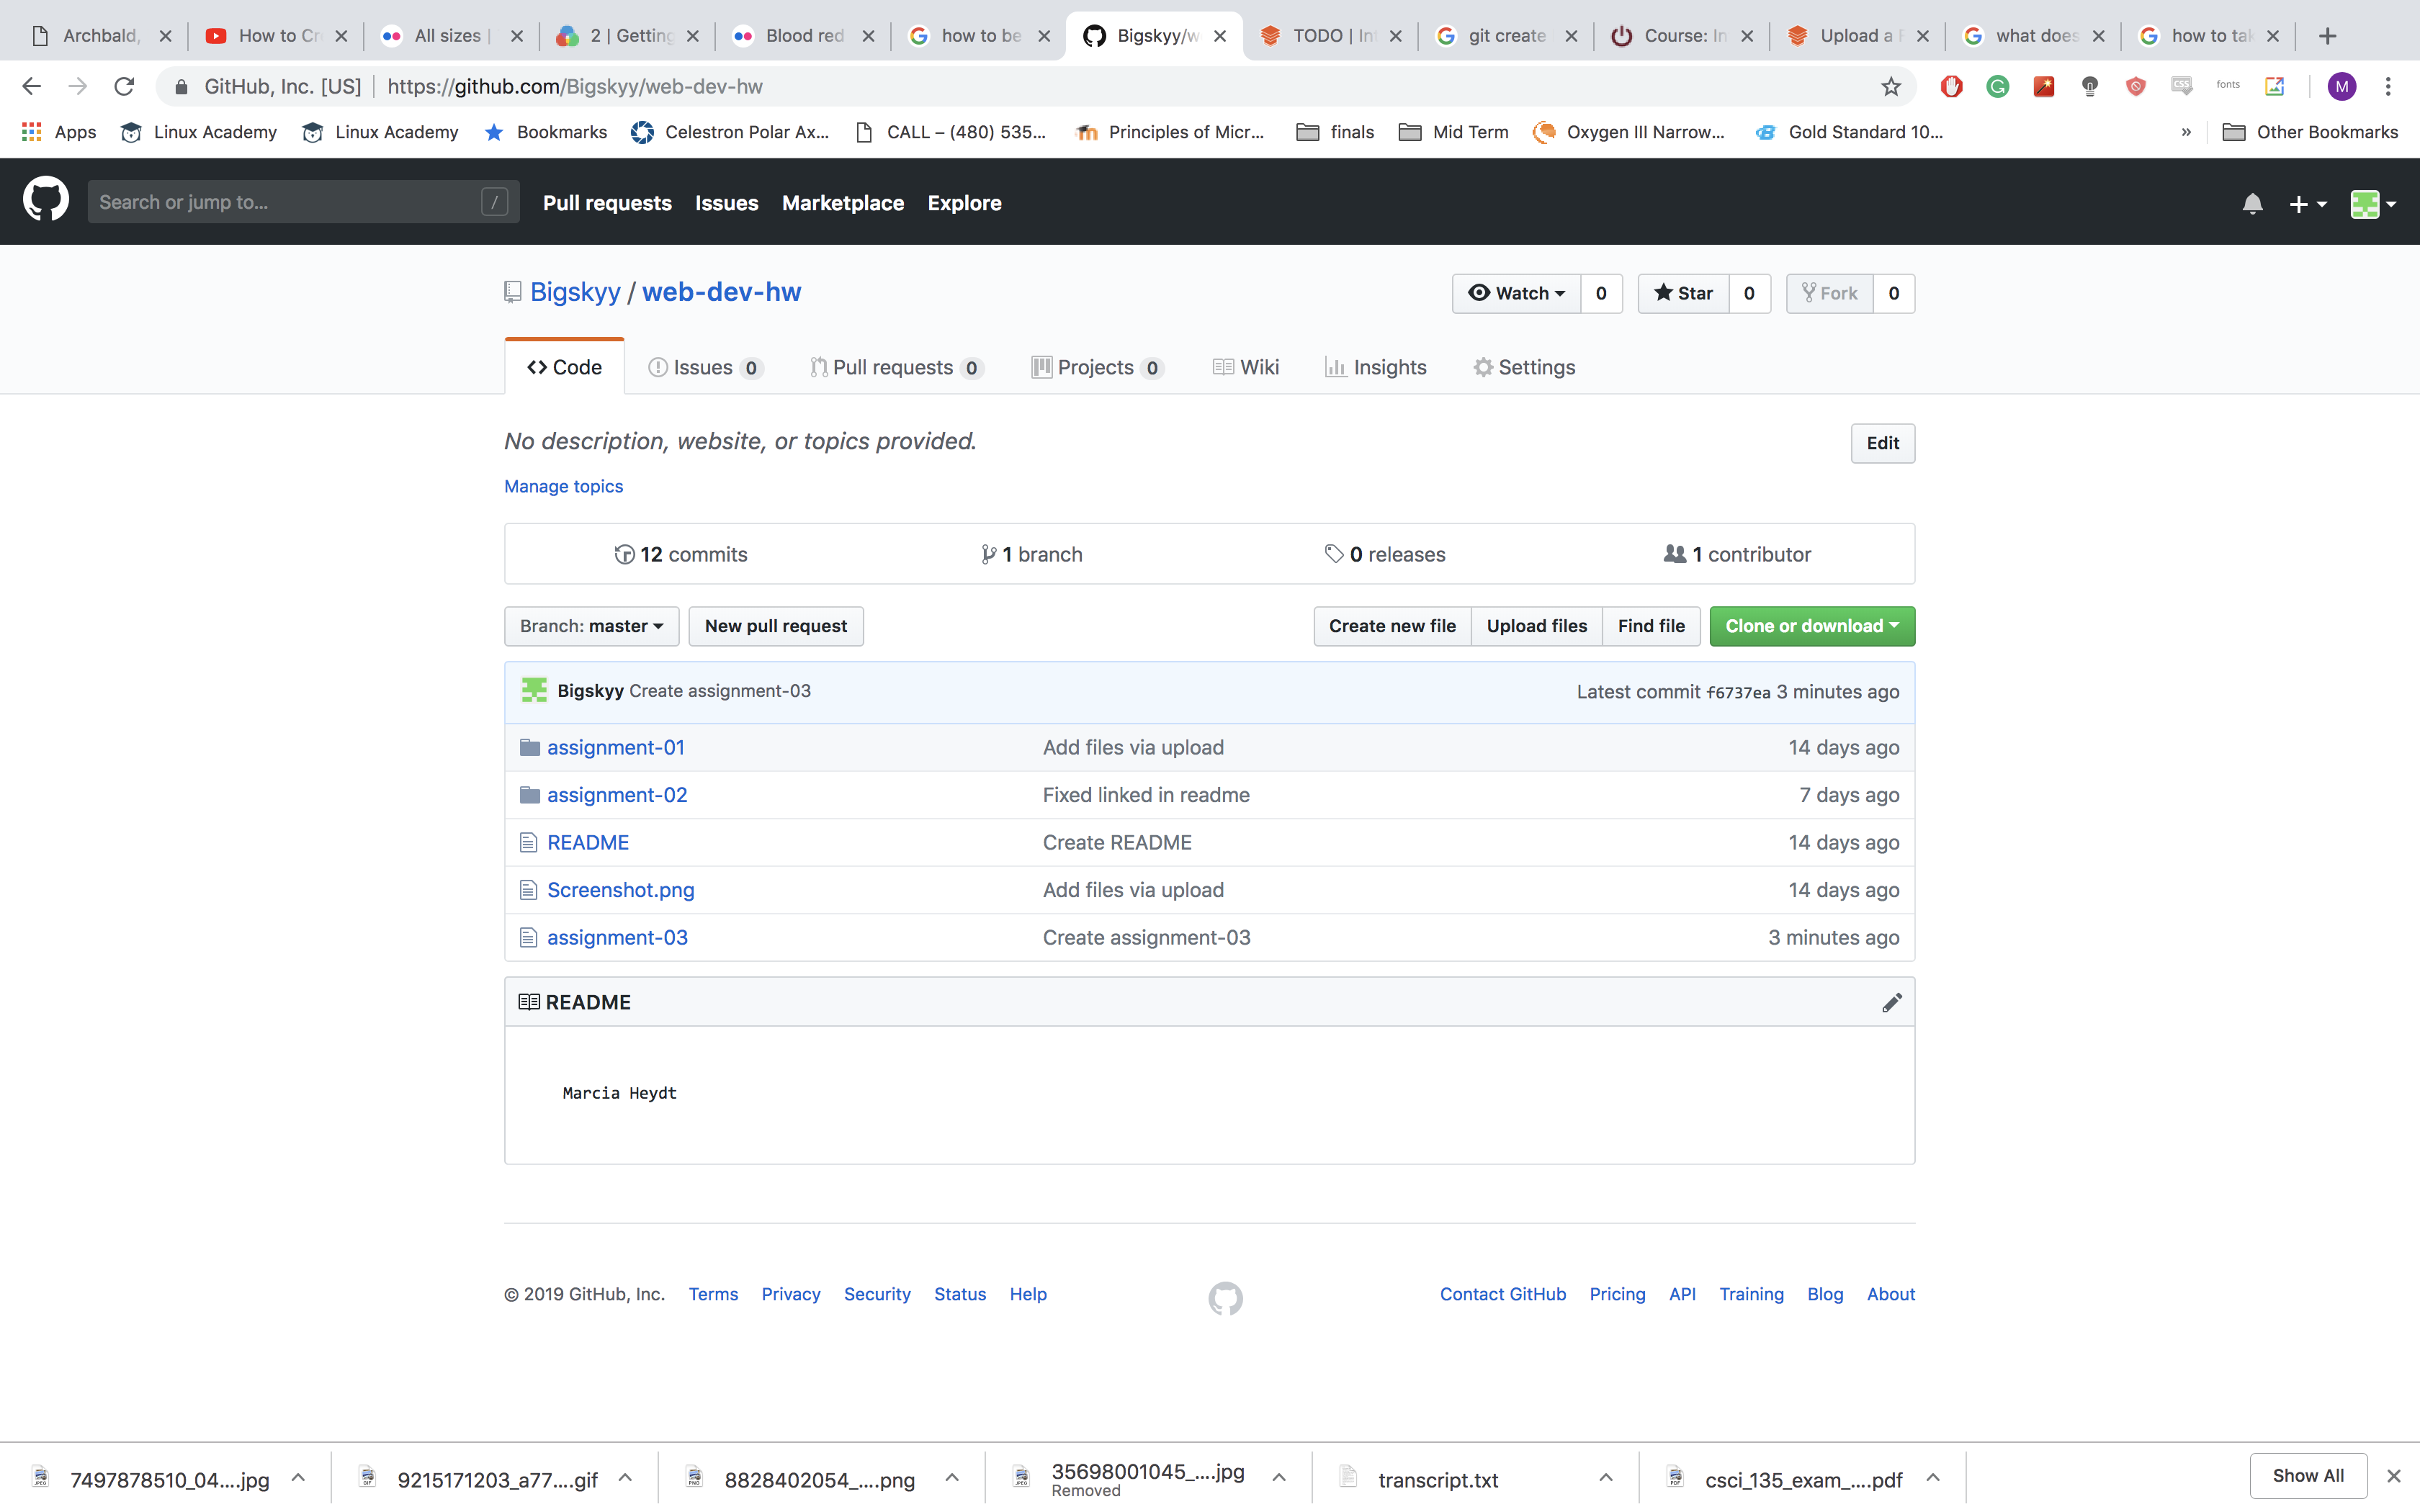 Archbald, How to Cr All sizes | 2 | Getting Blood red how to be Bigskyy/w TODO | Int git create Course: In Upload a F what does how to tak
GitHub, Inc. [US] | https://github.com/Bigskyy/web-dev-hw CSS fonts M
Apps Linux Academy Linux Academy Bookmarks Celestron Polar Ax... CALL – (480) 535... Principles of Micr... finals Mid Term Oxygen III Narrow... Gold Standard 10... » Other Bookmarks
Search or jump to... / Pull requests Issues Marketplace Explore
Bigskyy / web-dev-hw Watch 0 Star 0 Fork 0
Code Issues 0 Pull requests 0 Projects 0 Wiki Insights Settings
No description, website, or topics provided. Edit
Manage topics
12 commits 1 branch 0 releases 1 contributor
Branch: master New pull request Create new file Upload files Find file Clone or download
Bigskyy Create assignment-03 Latest commit f6737ea 3 minutes ago
assignment-01 Add files via upload 14 days ago
assignment-02 Fixed linked in readme 7 days ago
README Create README 14 days ago
Screenshot.png Add files via upload 14 days ago
assignment-03 Create assignment-03 3 minutes ago
README
Marcia Heydt
© 2019 GitHub, Inc. Terms Privacy Security Status Help Contact GitHub Pricing API Training Blog About
7497878510_04....jpg 9215171203_a77....gif 8828402054_....png 35698001045_....jpg transcript.txt csci_135_exam_....pdf Show All
Removed